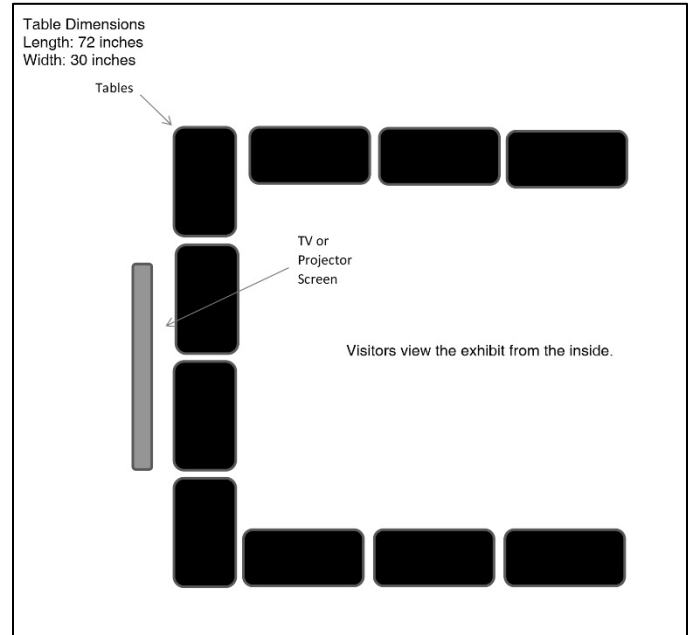 Table Dimensions
Length: 72 inches
Width: 30 inches
Tables
TV or
Projector
Screen
Visitors view the exhibit from the inside.